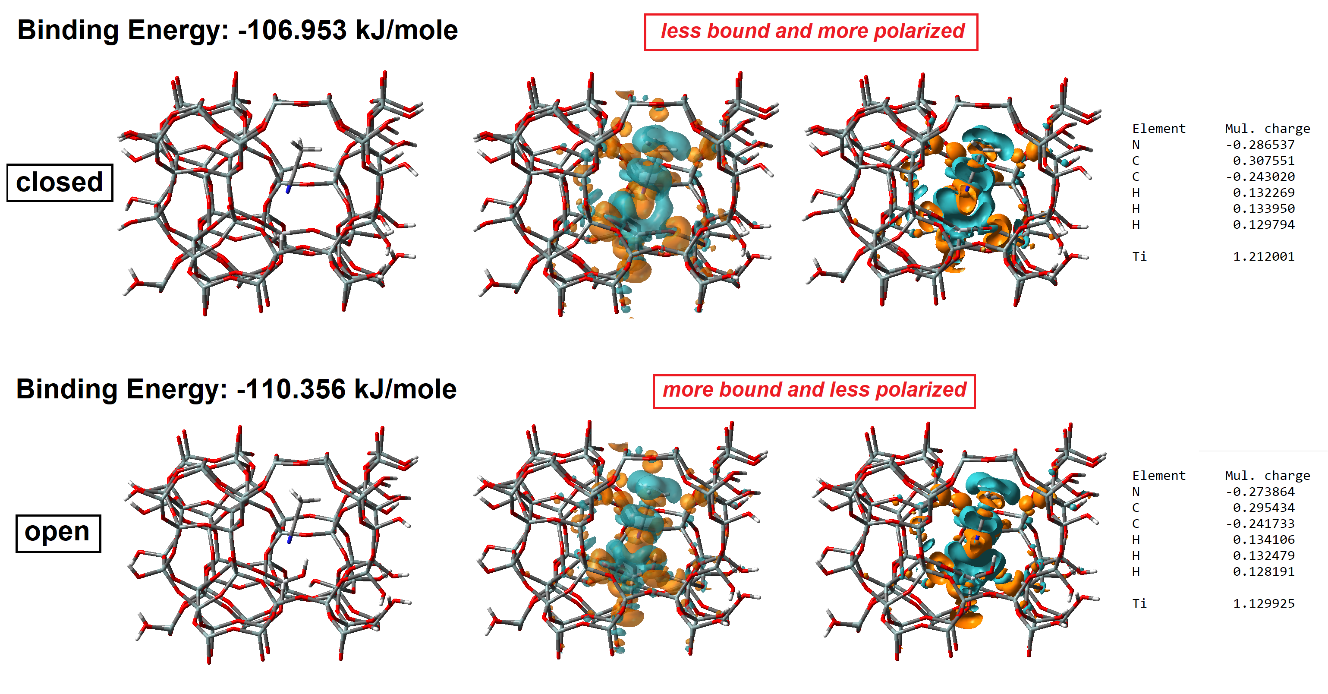 Binding Energy: -106.953 kJ/mole
less bound and more polarized
closed
Element Mul. charge
N -0.286537
C 0.307551
C -0.243020
H 0.132269
H 0.133950
H 0.129794
Ti 1.212001
Binding Energy: -110.356 kJ/mole
more bound and less polarized
open
Element Mul. charge
N -0.273864
C 0.295434
C -0.241733
H 0.134106
H 0.132479
H 0.128191
Ti 1.129925